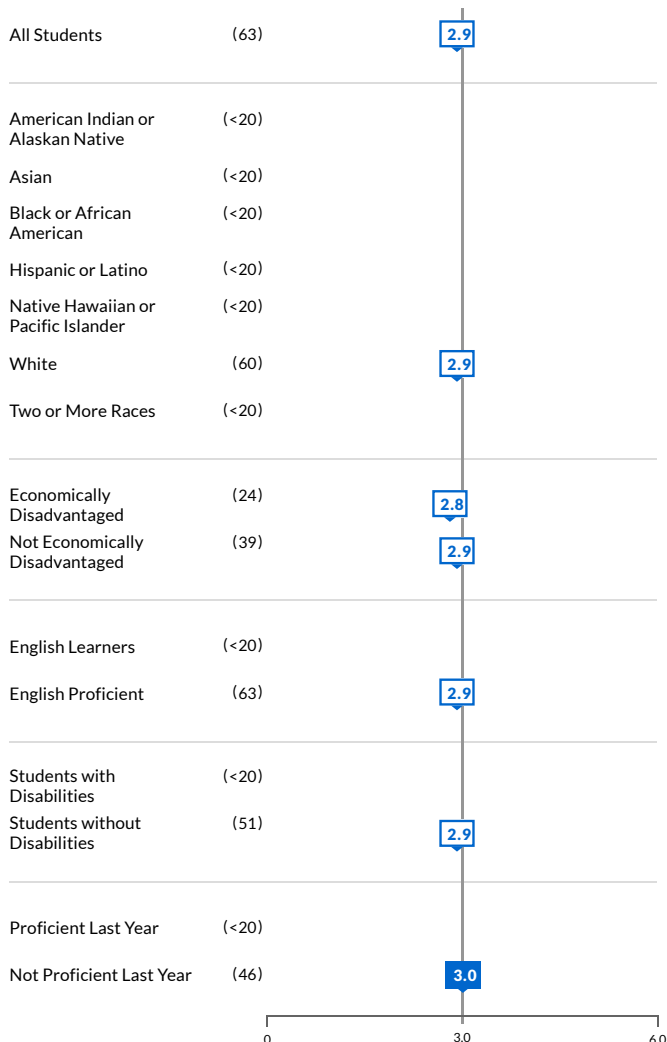 All Students (63) 2.9
American Indian or (<20)
Alaskan Native
Asian (<20)
Black or African (<20)
American
Hispanic or Latino (<20)
Native Hawaiian or (<20)
Pacific Islander
White (60) 2.9
Two or More Races (<20)
Economically (24) 2.8
Disadvantaged
Not Economically (39) 2.9
Disadvantaged
English Learners (<20)
English Proficient (63) 2.9
Students with (<20)
Disabilities
Students without (51) 2.9
Disabilities
Proficient Last Year (<20)
Not Proficient Last Year (46) 3.0
0 3.0 6.0